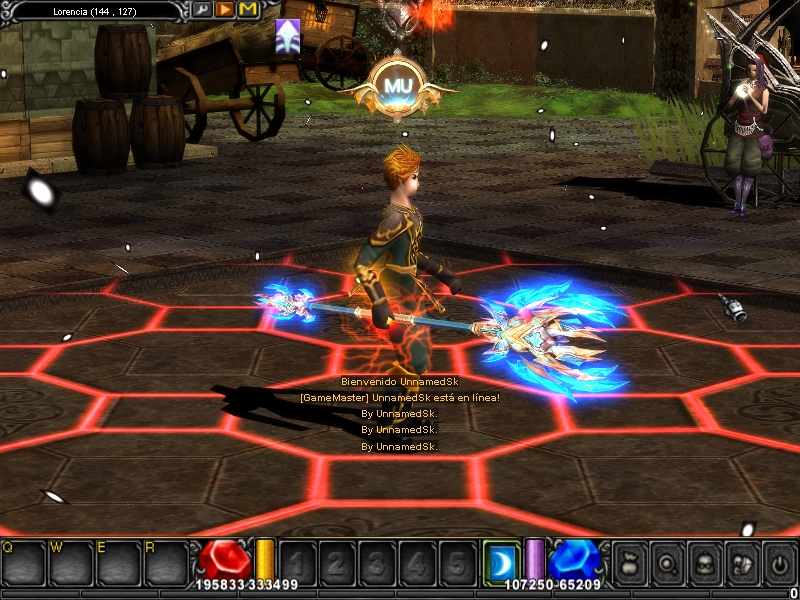 Lorencia (144 , 127)
M
MU
Bienvenido UnnamedSk
[GameMaster] UnnamedSk está en línea!
By UnnamedSk.
By UnnamedSk.
By UnnamedSk.
Q W E R
1 2 3 4 5
195833 333499
107250 65209
0